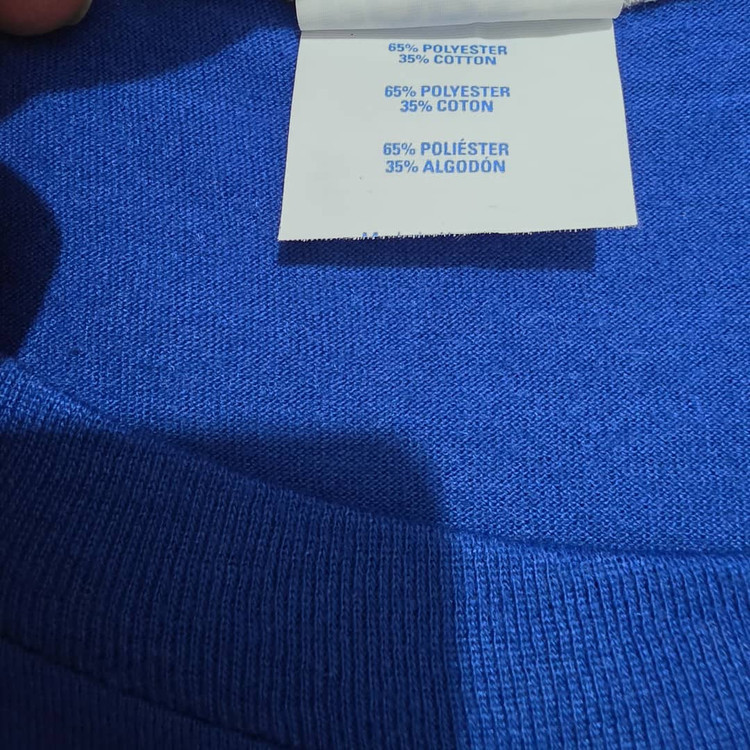 65% POLYESTER
35% COTTON
65% POLYESTER
35% COTON
65% POLIÉSTER
35% ALGODÓN